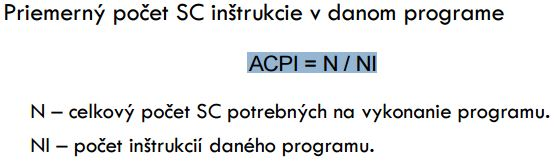 Priemerný počet SC inštrukcie v danom programe
ACPI = N / NI
N – celkový počet SC potrebných na vykonanie programu.
NI – počet inštrukcií daného programu.